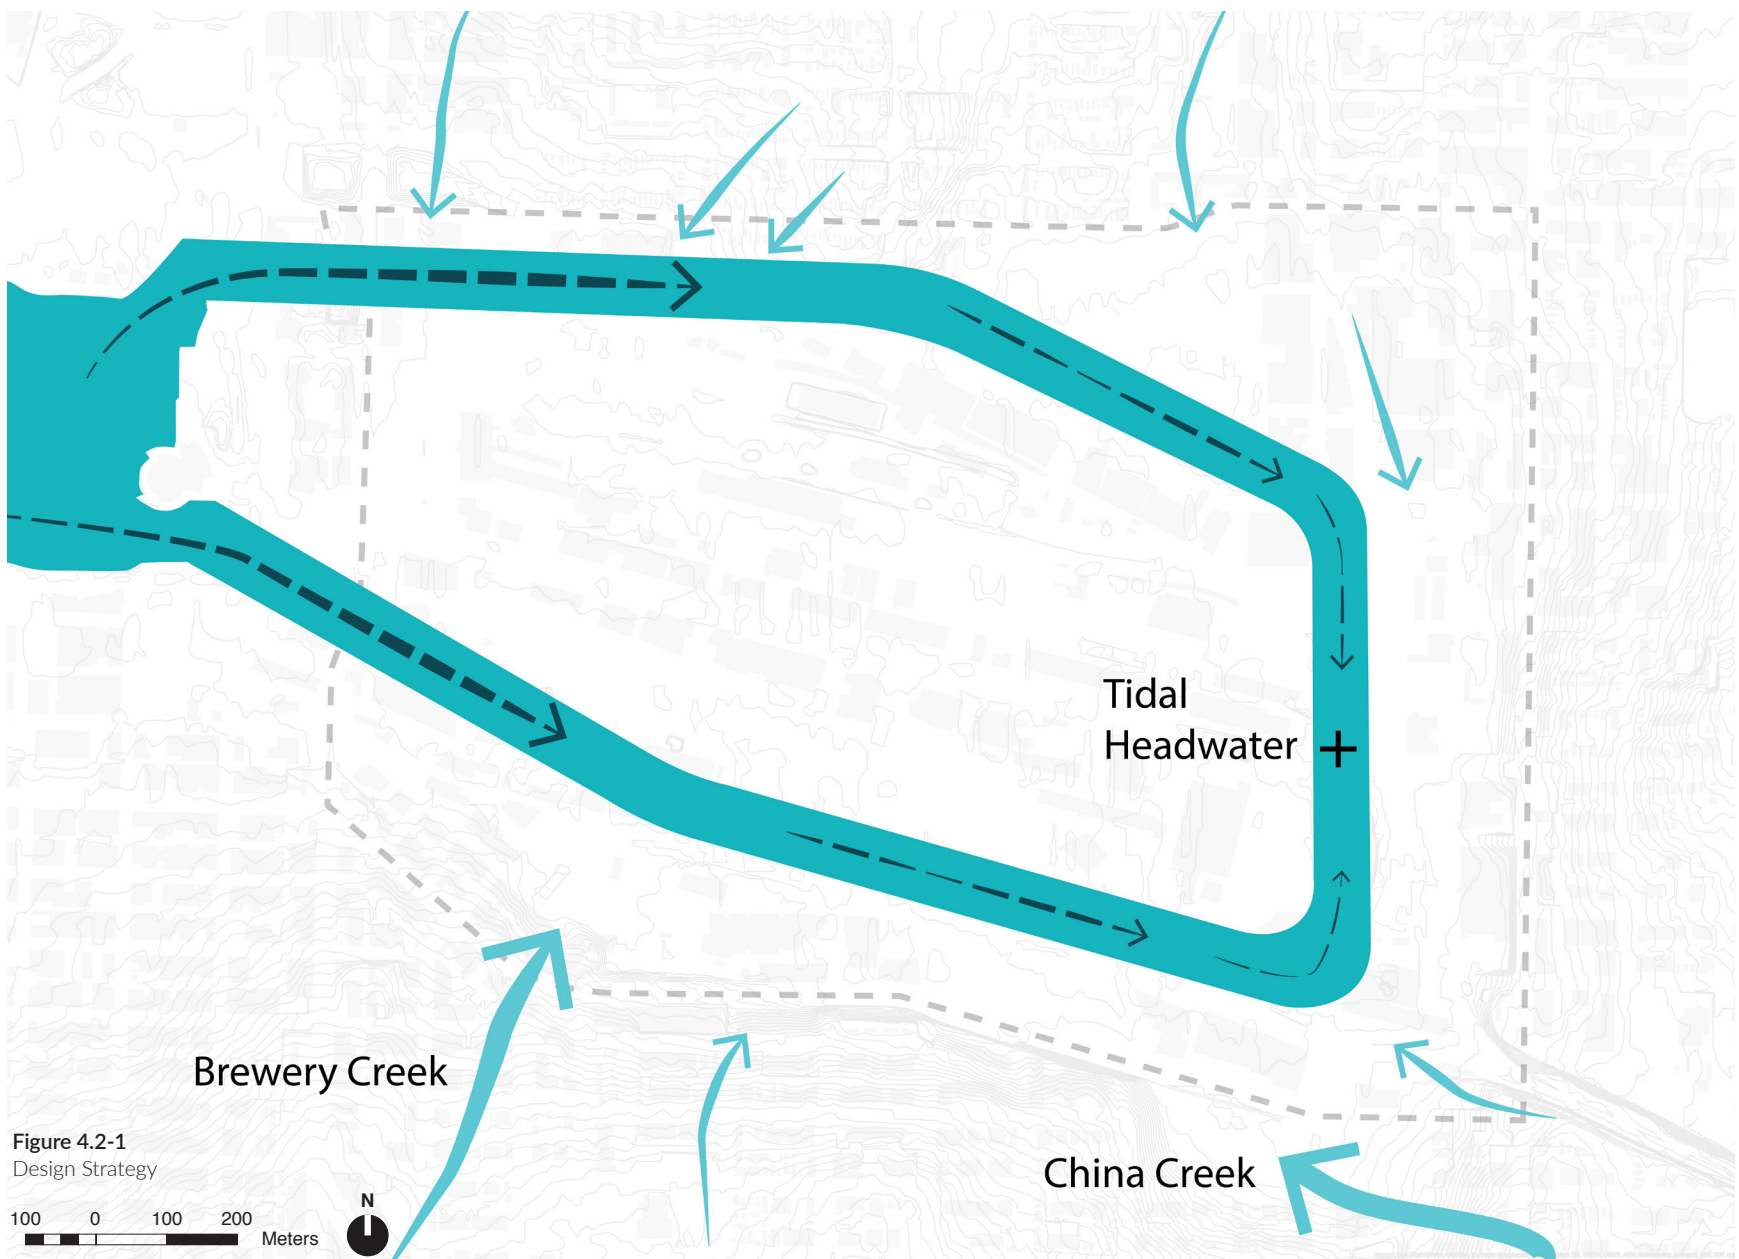 Tidal
Headwater
Brewery Creek
China Creek
Figure 4.2-1
Design Strategy
100 0 100 200
Meters
N